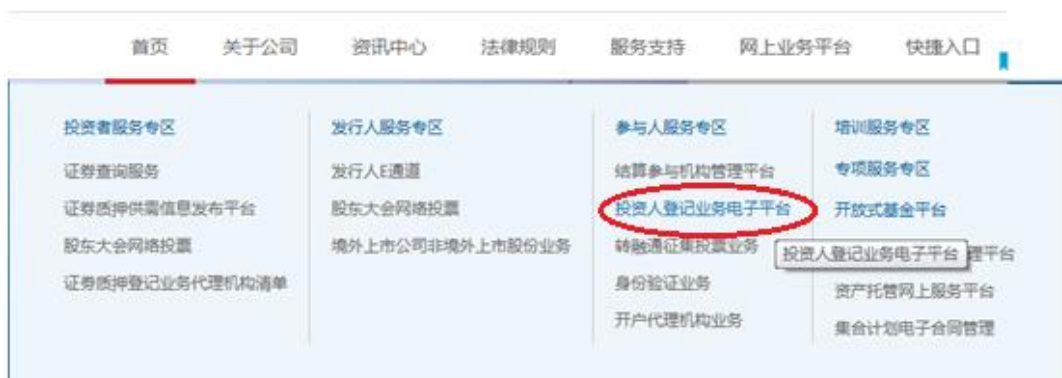 首页 关于公司 资讯中心 法律规则 服务支持 网上业务平台 快捷入口
投资者服务专区
证券查询服务
证券质押供需信息发布平台
股东大会网络投票
证券质押登记业务代理机构清单
发行人服务专区
发行人E通道
股东大会网络投票
境外上市公司非境外上市股份业务
参与人服务专区
结算参与机构管理平台
投资人登记业务电子平台
转融通征集投票业务
身份验证业务
开户代理机构业务
培训服务专区
专项服务专区
开放式基金平台
投资人登记业务电子平台
理平台
资产托管网上服务平台
集合计划电子合同管理